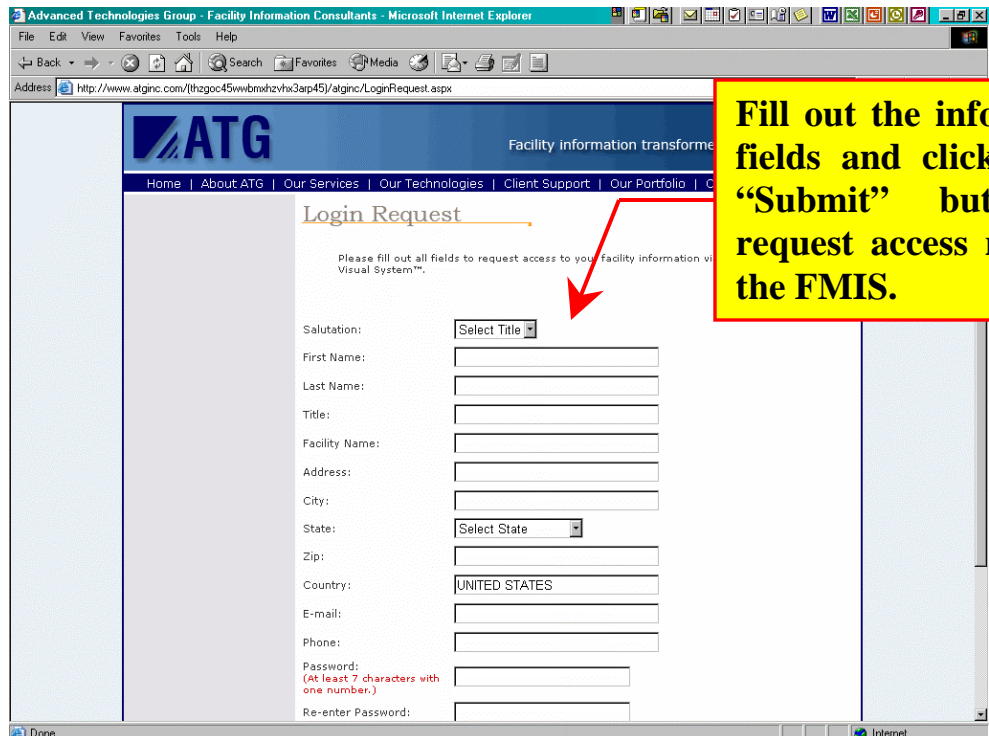 Advanced Technologies Group - Facility Information Consultants - Microsoft Internet Explorer
File Edit View Favorites Tools Help
Back Search Favorites Media
Address http://www.atginc.com/(thzgoc45wwbmxhzvhx3arp45)/atginc/LoginRequest.aspx
ATG
Facility information transforme
Home | About ATG | Our Services | Our Technologies | Client Support | Our Portfolio | C
Fill out the info
fields and click
“Submit” but
request access
the FMIS.
Login Request
Please fill out all fields to request access to your facility information vi
Visual System™.
Salutation: Select Title
First Name:
Last Name:
Title:
Facility Name:
Address:
City:
State: Select State
Zip:
Country: UNITED STATES
E-mail:
Phone:
Password:
(At least 7 characters with
one number.)
Re-enter Password:
Done Internet